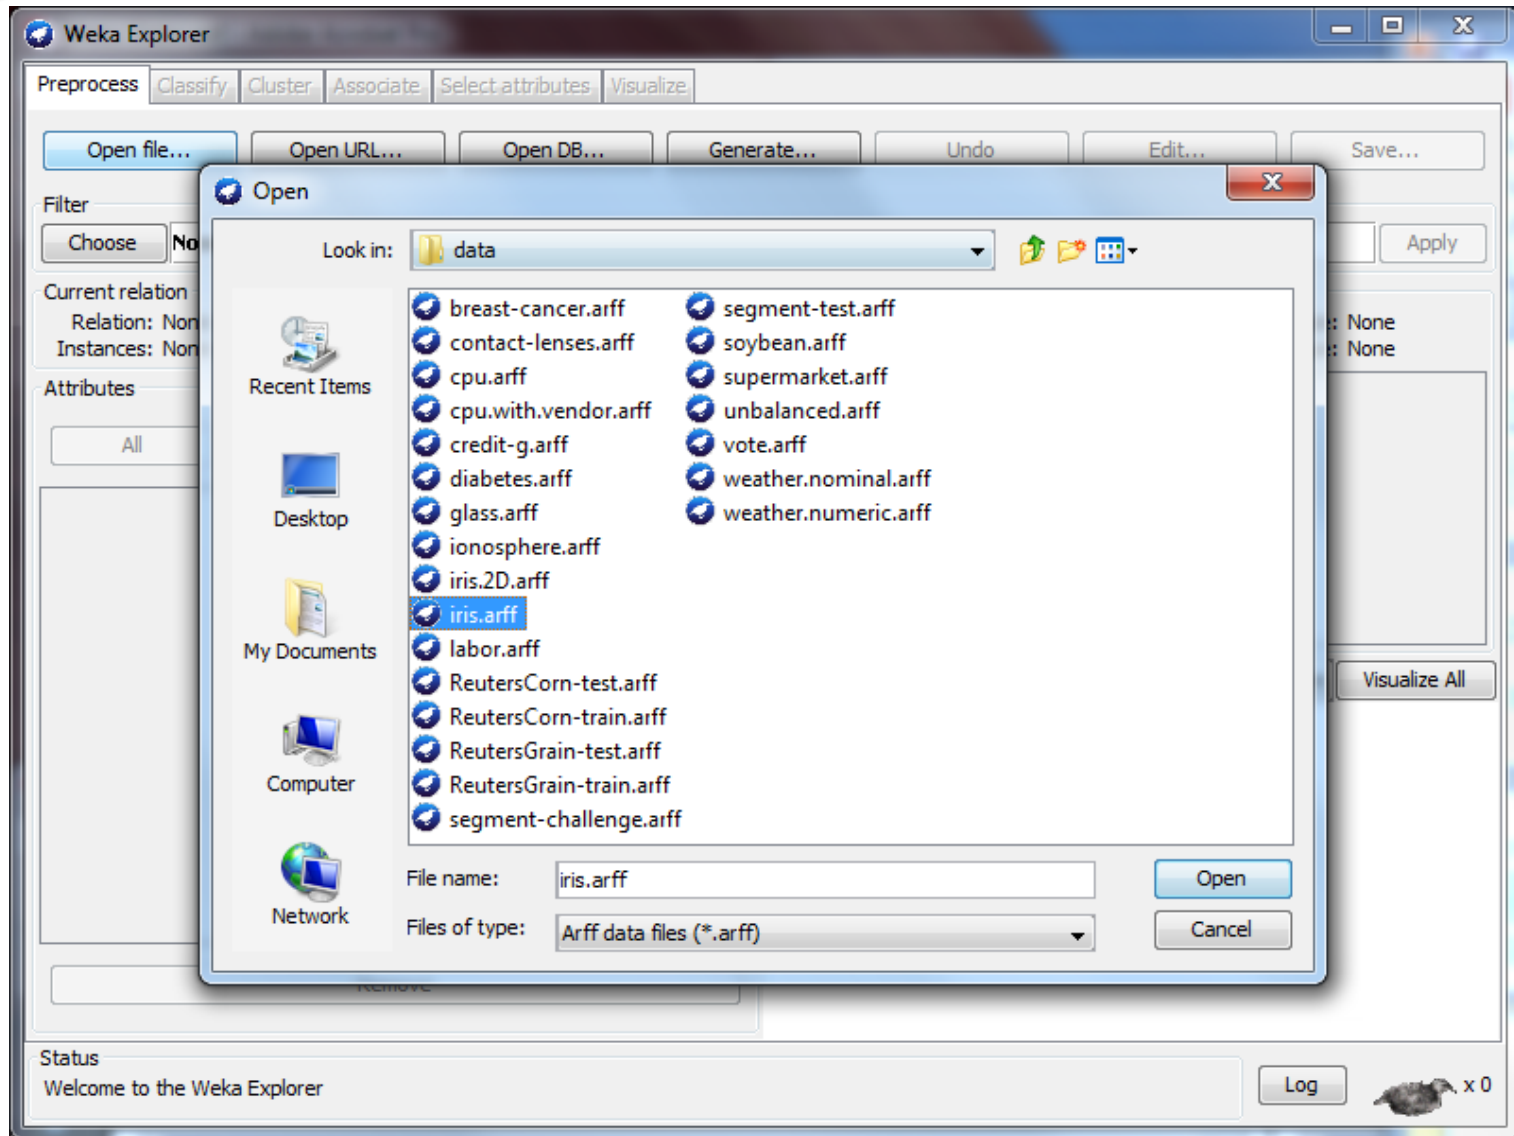 Weka Explorer
Preprocess Classify Cluster Associate Select attributes Visualize
Open file... Open URL... Open DB... Generate... Undo Edit... Save...
Open
Filter
Choose Apply
Look in: data
Current relation
Relation:
Instances:
None
None
Attributes
All
Recent Items
Desktop
My Documents
Computer
Network
breast-cancer.arff
contact-lenses.arff
cpu.arff
cpu.with.vendor.arff
credit-g.arff
diabetes.arff
glass.arff
ionosphere.arff
iris.2D.arff
iris.arff
labor.arff
ReutersCorn-test.arff
ReutersCorn-train.arff
ReutersGrain-test.arff
ReutersGrain-train.arff
segment-challenge.arff
segment-test.arff
soybean.arff
supermarket.arff
unbalanced.arff
vote.arff
weather.nominal.arff
weather.numeric.arff
Visualize All
File name: iris.arff Open
Files of type: Arff data files (*.arff) Cancel
Remove
Status
Welcome to the Weka Explorer
Log x 0